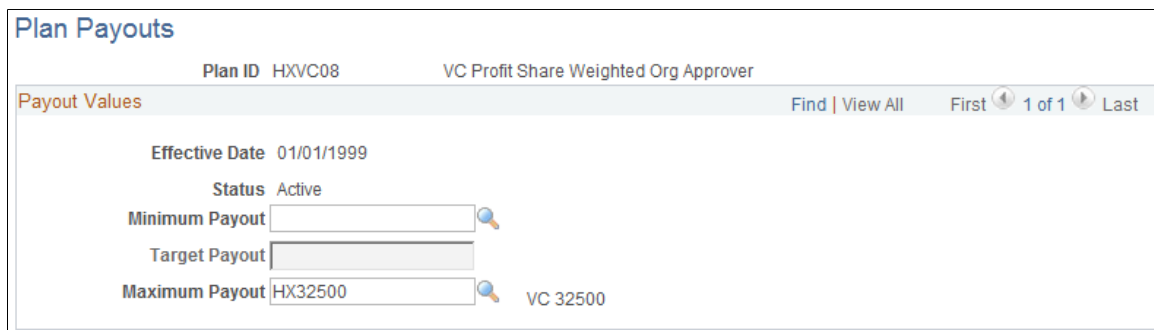 Plan Payouts
Plan ID HXVC08 VC Profit Share Weighted Org Approver
Payout Values Find | View All First 1 of 1 Last
Effective Date 01/01/1999
Status Active
Minimum Payout
Target Payout
Maximum Payout HX32500 VC 32500